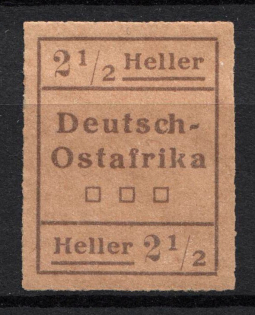 2 1/2 Heller
Deutsch-
Ostafrika
Heller 2 1/2